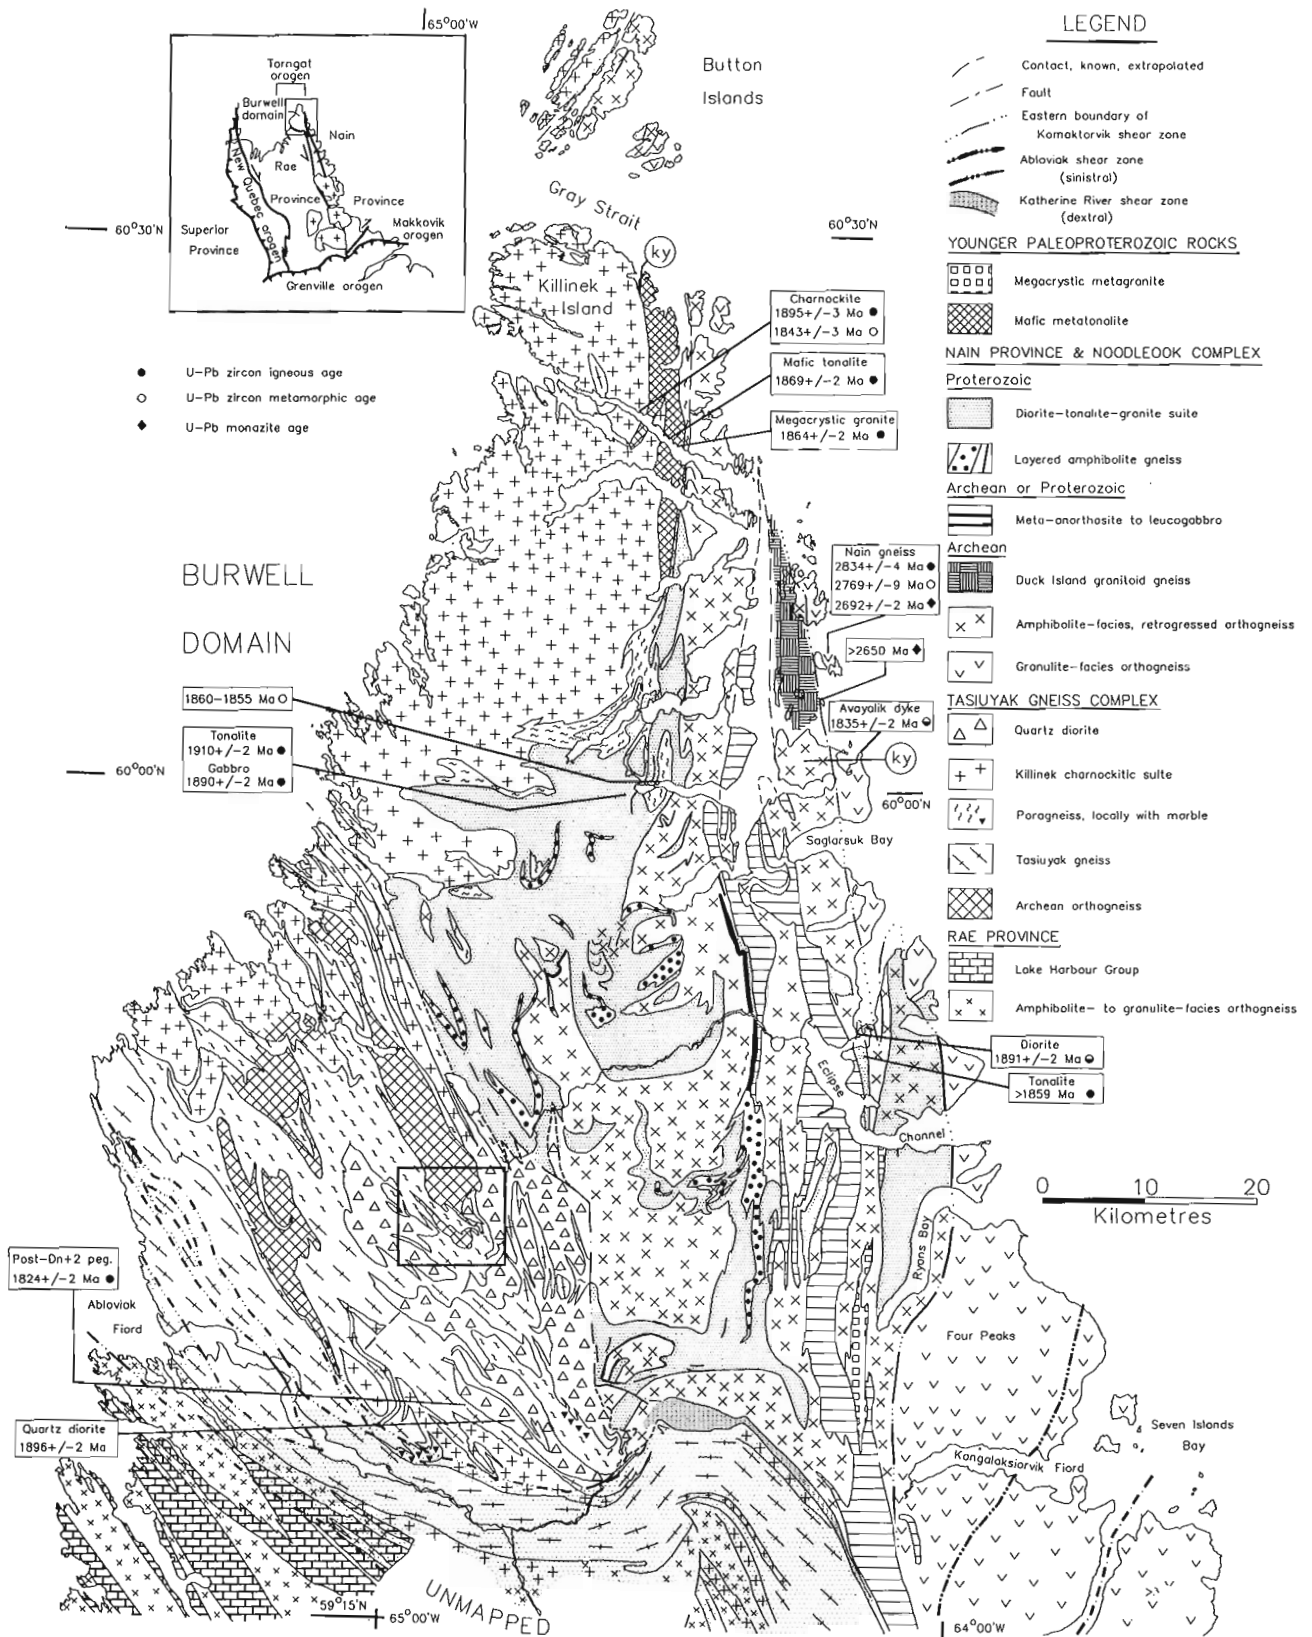 65°00'W
Torngat
orogen
Burwell
domain
Nain
Rae
New Quebec orogen
Province
Province
Superior
Province
Makkovik
orogen
Grenville orogen
Button
Islands
Gray Strait
60°30'N
60°30'N
ky
Killinek
Island
● U-Pb zircon igneous age
○ U-Pb zircon metamorphic age
◆ U-Pb monazite age
Charnockite
1895+/-3 Ma ●
1843+/-3 Ma ○
Mafic tonalite
1869+/-2 Ma ●
Megacrystic granite
1864+/-2 Ma ●
BURWELL
DOMAIN
Nain gneiss
2834+/-4 Ma ●
2769+/-9 Ma ○
2692+/-2 Ma ◆
>2650 Ma ◆
Avayalik dyke
1835+/-2 Ma
ky
1860-1855 Ma ○
Tonalite
1910+/-2 Ma ●
Gabbro
1890+/-2 Ma ●
60°00'N
60°00'N
Saglarsuk Bay
Diorite
1891+/-2 Ma
Tonalite
>1859 Ma ●
Eclipse
Channel
0 10 20
Kilometres
Ryans Bay
Post-Dn+2 peg.
1824+/-2 Ma ●
Abloviak
Fiord
Four Peaks
Quartz diorite
1896+/-2 Ma
Seven Islands
Bay
Kangalaksiorvik Fiord
UNMAPPED
59°15'N
65°00'W
64°00'W
LEGEND
Contact, known, extrapolated
Fault
Eastern boundary of
Komaktorvik shear zone
Abloviak shear zone
(sinistral)
Katherine River shear zone
(dextral)
YOUNGER PALEOPROTEROZOIC ROCKS
Megacrystic metagranite
Mafic metatonalite
NAIN PROVINCE & NOODLEOOK COMPLEX
Proterozoic
Diorite-tonalite-granite suite
Layered amphibolite gneiss
Archean or Proterozoic
Meta-anorthosite to leucogabbro
Archean
Duck Island granitoid gneiss
Amphibolite-facies, retrogressed orthogneiss
Granulite-facies orthogneiss
TASIUYAK GNEISS COMPLEX
Quartz diorite
Killinek charnockitic suite
Paragneiss, locally with marble
Tasiuyak gneiss
Archean orthogneiss
RAE PROVINCE
Lake Harbour Group
Amphibolite- to granulite-facies orthogneiss